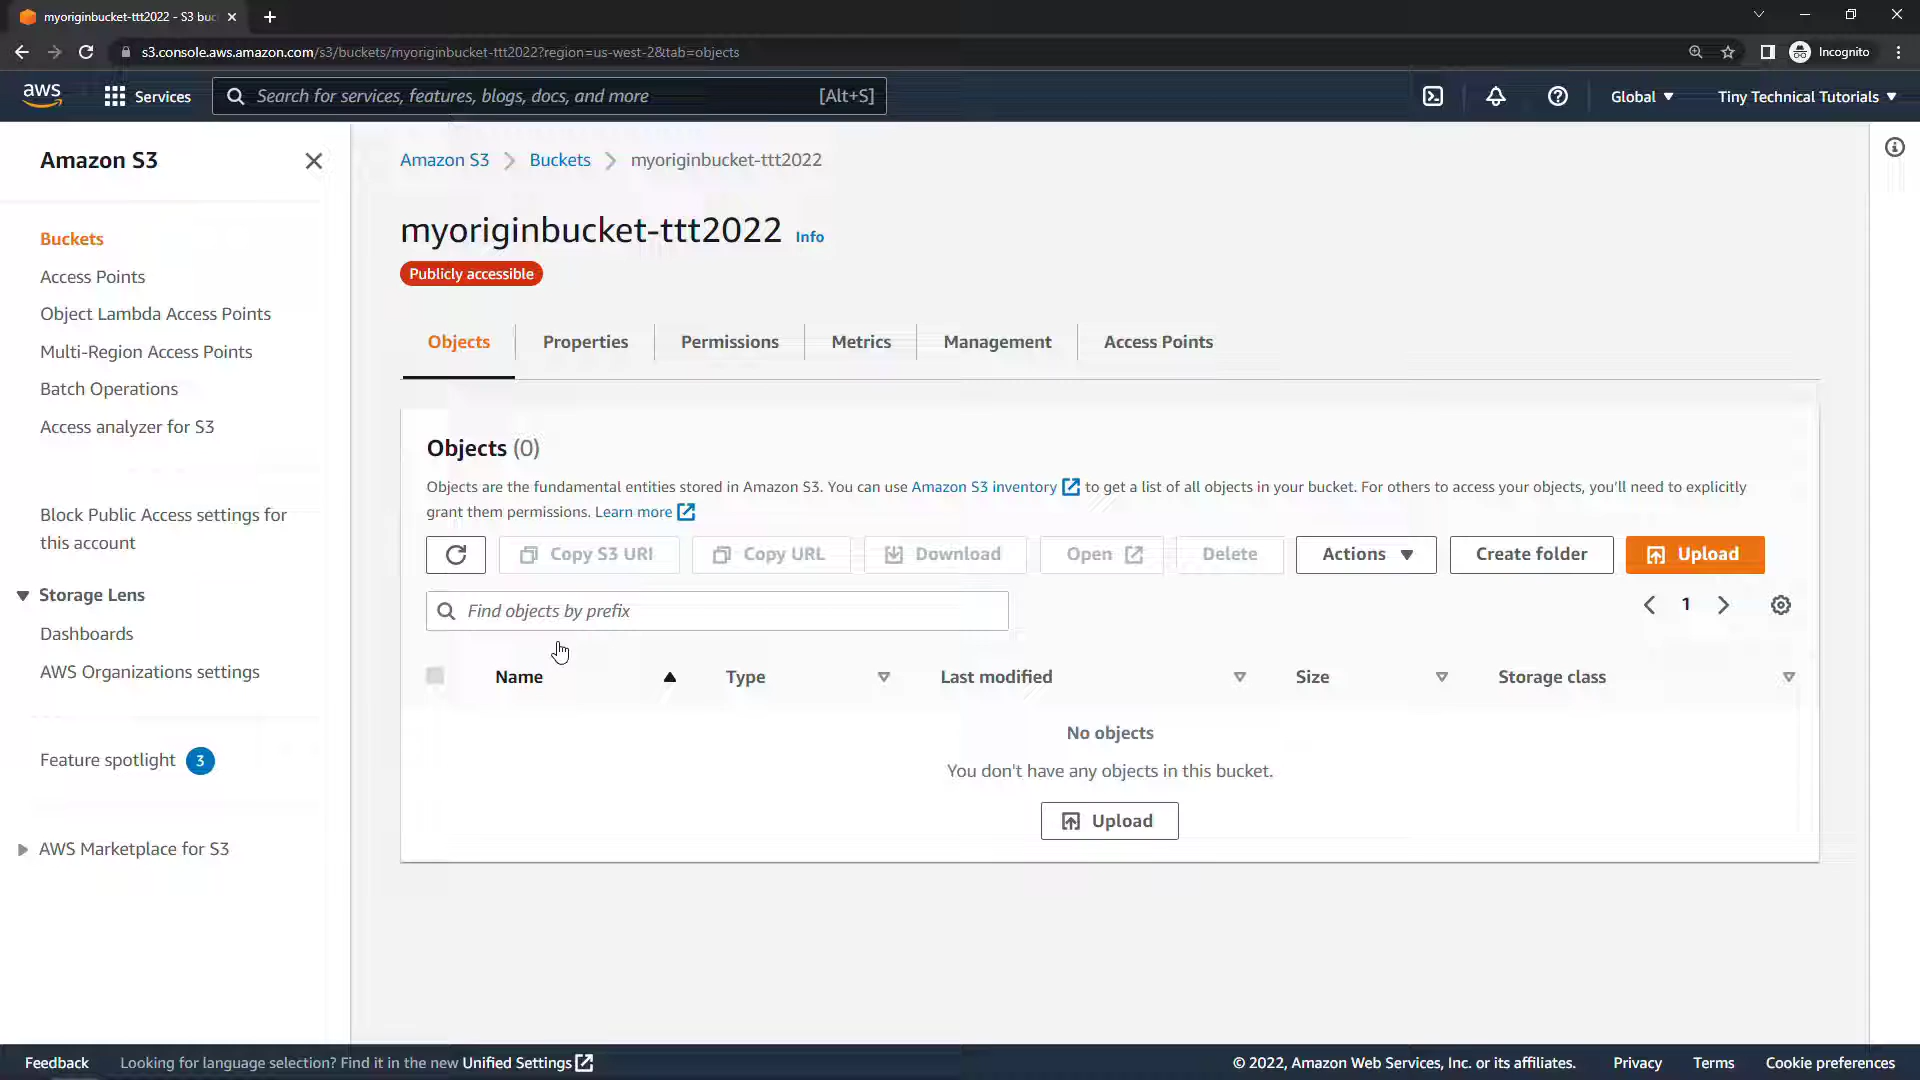 myoriginbucket-ttt2022 - S3 buc
s3.console.aws.amazon.com/s3/buckets/myoriginbucket-ttt2022?region=us-west-2&tab=objects
Incognito
aws
Services
Search for services, features, blogs, docs, and more
[Alt+S]
Global
Tiny Technical Tutorials
Amazon S3
Buckets
Access Points
Object Lambda Access Points
Multi-Region Access Points
Batch Operations
Access analyzer for S3
Block Public Access settings for
this account
Storage Lens
Dashboards
AWS Organizations settings
Feature spotlight 3
AWS Marketplace for S3
Amazon S3 > Buckets > myoriginbucket-ttt2022
myoriginbucket-ttt2022 Info
Publicly accessible
Objects
Properties
Permissions
Metrics
Management
Access Points
Objects (0)
Objects are the fundamental entities stored in Amazon S3. You can use Amazon S3 inventory to get a list of all objects in your bucket. For others to access your objects, you'll need to explicitly
grant them permissions. Learn more
Copy S3 URI
Copy URL
Download
Open
Delete
Actions
Create folder
Upload
Find objects by prefix
1
Name
Type
Last modified
Size
Storage class
No objects
You don't have any objects in this bucket.
Upload
Feedback
Looking for language selection? Find it in the new Unified Settings
© 2022, Amazon Web Services, Inc. or its affiliates.
Privacy
Terms
Cookie preferences